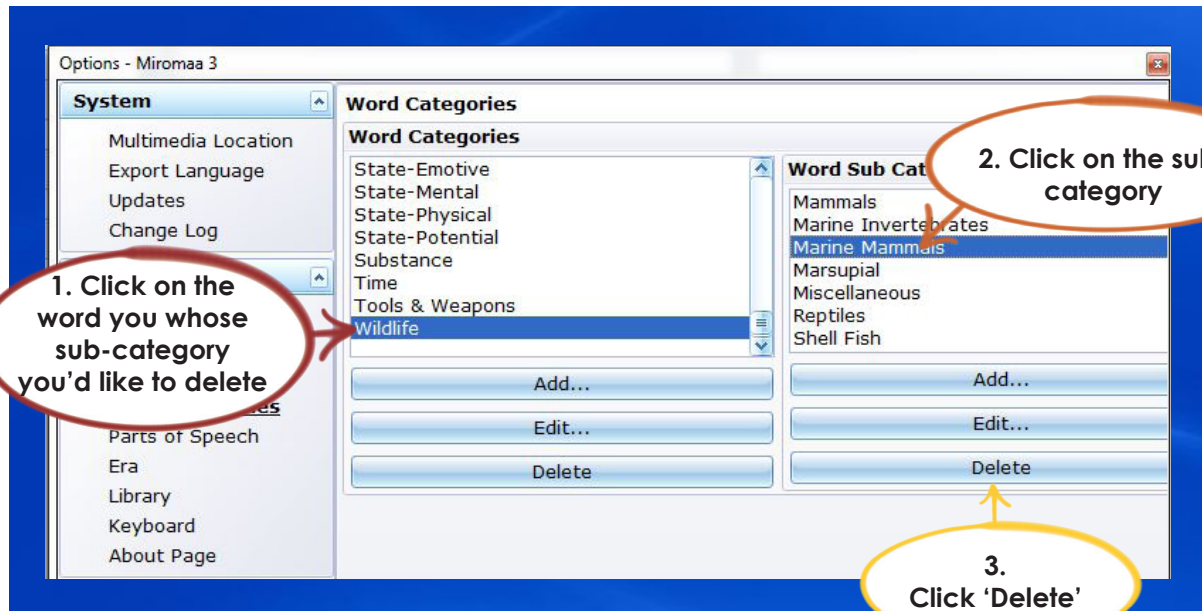 Options - Miromaa 3
System
Multimedia Location
Export Language
Updates
Change Log
Parts of Speech
Era
Library
Keyboard
About Page
Word Categories
Word Categories
State-Emotive
State-Mental
State-Physical
State-Potential
Substance
Time
Tools & Weapons
Wildlife
Add...
Edit...
Delete
Word Sub Cat
Mammals
Marine Invertebrates
Marine Mammals
Marsupial
Miscellaneous
Reptiles
Shell Fish
Add...
Edit...
Delete
1. Click on the
word you whose
sub-category
you’d like to delete
2. Click on the sub
category
3.
Click ‘Delete’